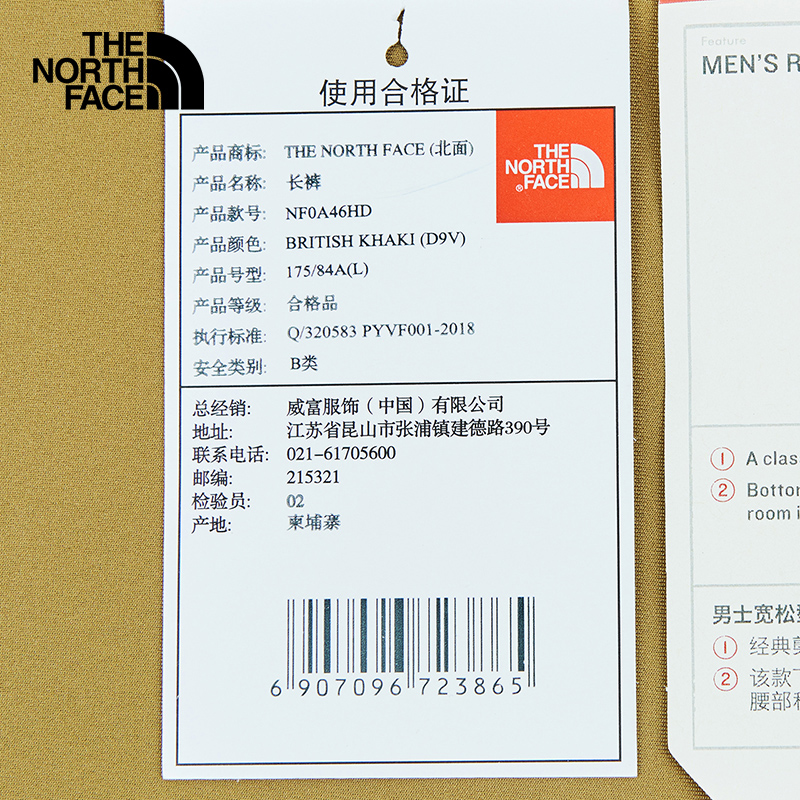 THE
NORTH
FACE
使用合格证
THE
NORTH
FACE
®
产品商标: THE NORTH FACE (北面)
产品名称: 长裤
产品款号: NF0A46HD
产品颜色: BRITISH KHAKI (D9V)
产品号型: 175/84A(L)
产品等级: 合格品
执行标准: Q/320583 PYVF001-2018
安全类别: B类
总经销: 威富服饰（中国）有限公司
地址: 江苏省昆山市张浦镇建德路390号
联系电话: 021-61705600
邮编: 215321
检验员: 02
产地: 柬埔寨
6 907096 723865
Feature
MEN'S R
① A clas
② Botto
room i
男士宽松
① 经典
② 该款
腰部